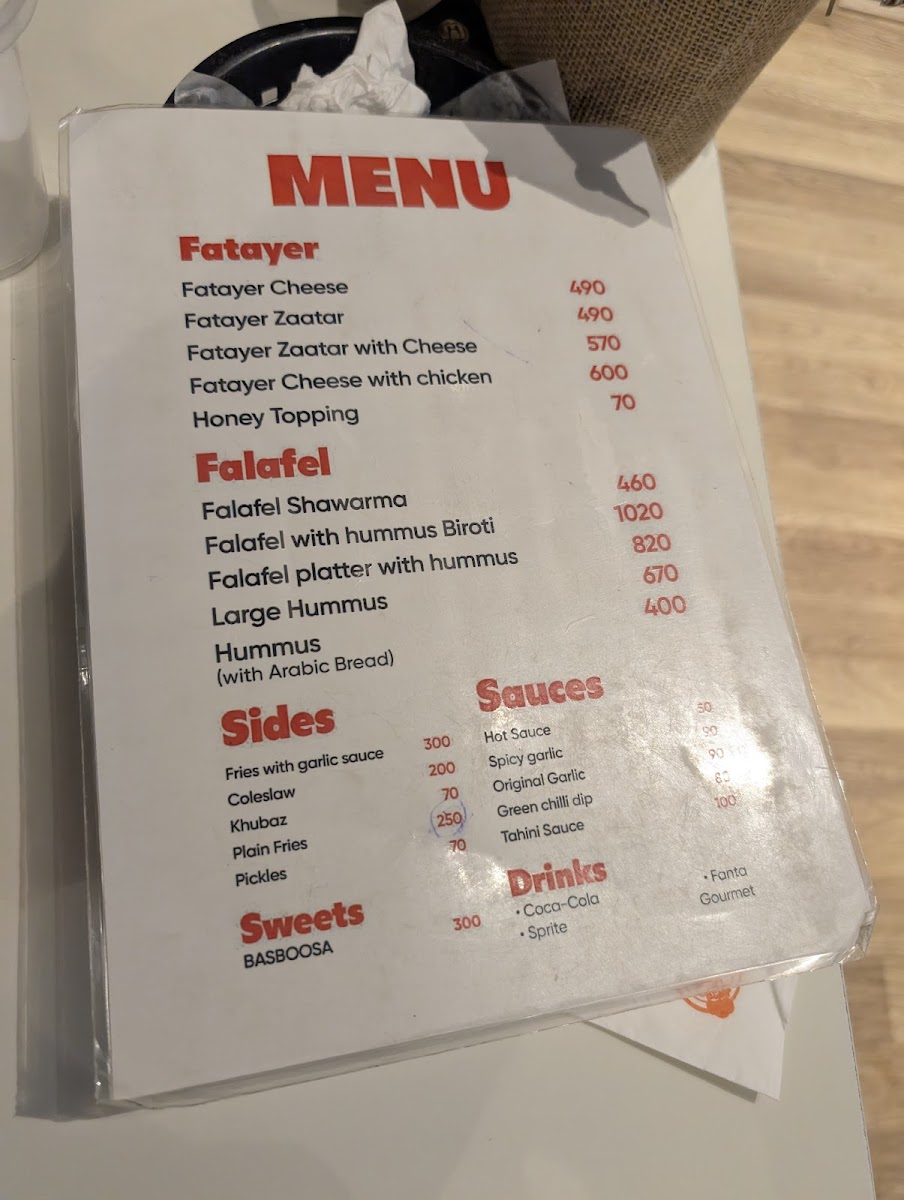 MENU
Fatayer
Fatayer Cheese 490
Fatayer Zaatar 490
Fatayer Zaatar with Cheese 570
Fatayer Cheese with chicken 600
Honey Topping 70
Falafel
Falafel Shawarma 460
Falafel with hummus Biroti 1020
Falafel platter with hummus 820
Large Hummus 670
Hummus 400
(with Arabic Bread)
Sides
Fries with garlic sauce 300
Coleslaw 200
Khubaz 70
Plain Fries 250
Pickles 70
Sauces
Hot Sauce 50
Spicy garlic 90
Original Garlic 90
Green chilli dip
Tahini Sauce 100
Sweets
BASBOOSA 300
Drinks
• Coca-Cola • Fanta
• Sprite Gourmet